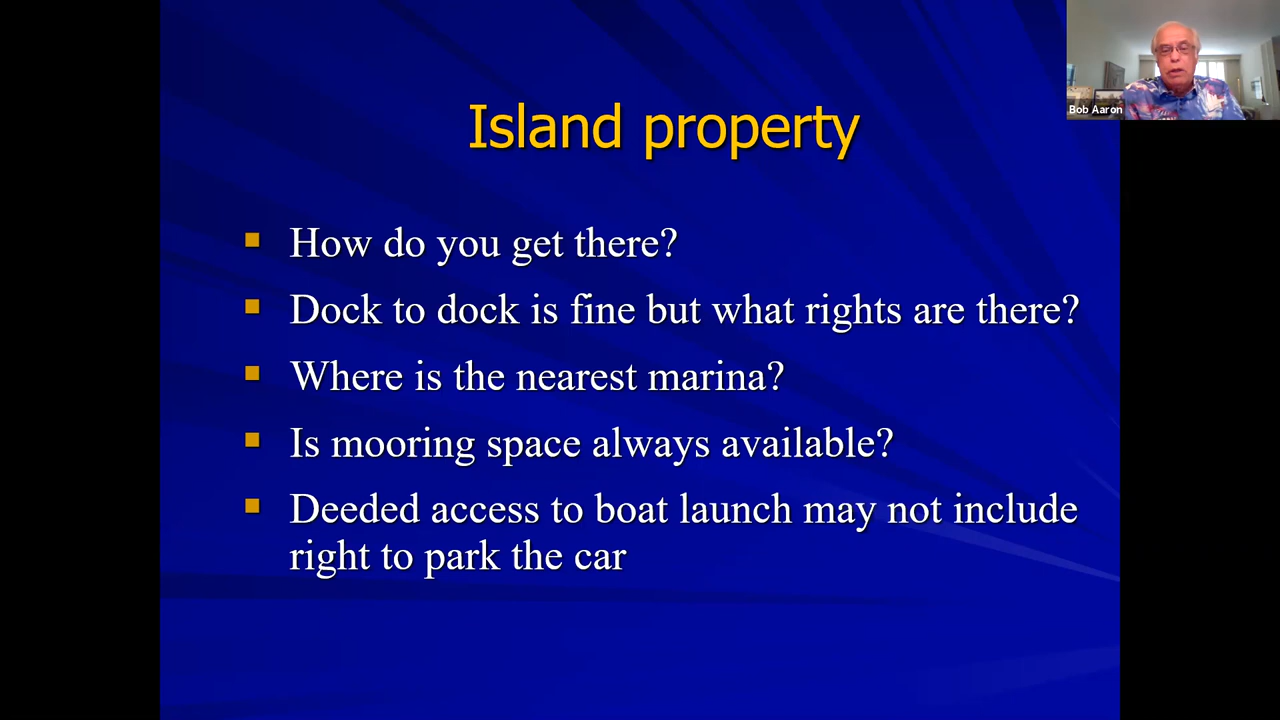 Island property
How do you get there?
Dock to dock is fine but what rights are there?
Where is the nearest marina?
Is mooring space always available?
Deeded access to boat launch may not include
right to park the car
Bob Aaron